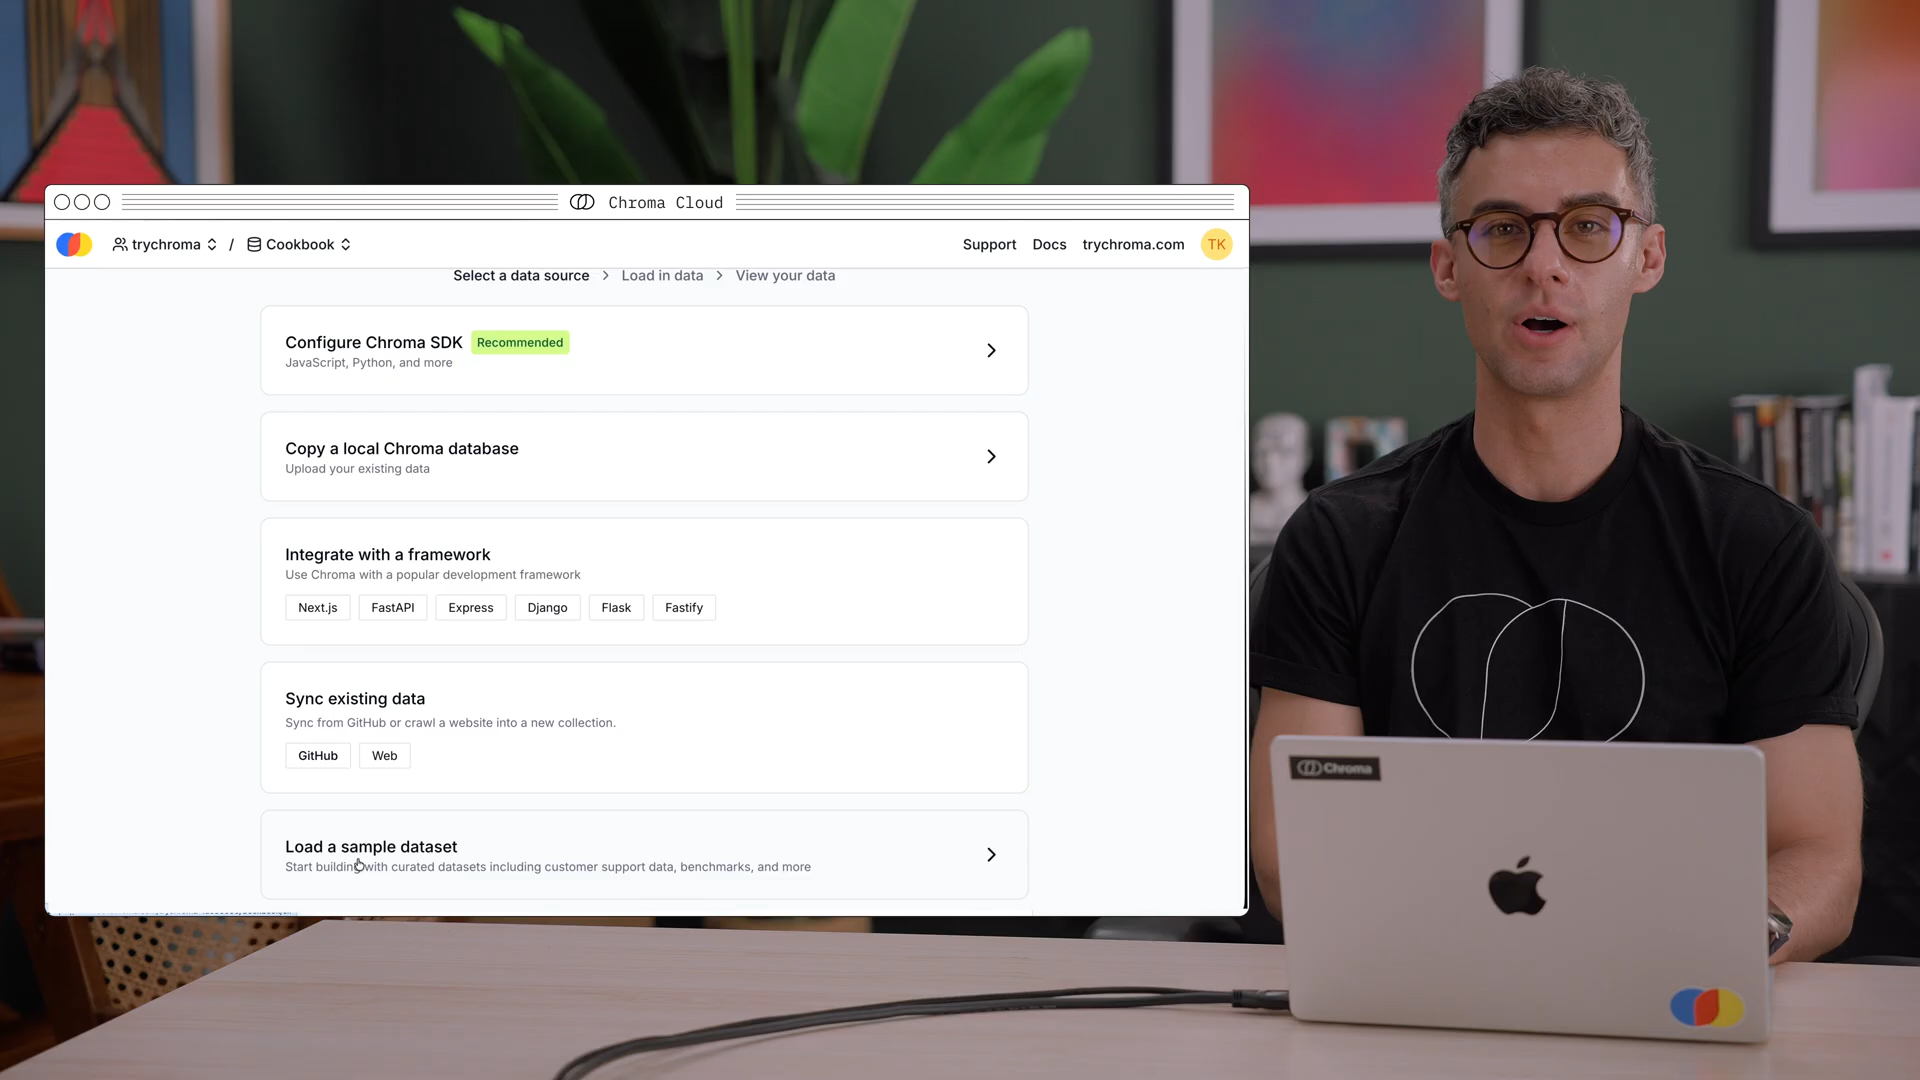 Chroma Cloud
trychroma / Cookbook
Support Docs trychroma.com TK
Select a data source > Load in data > View your data
Configure Chroma SDK Recommended
JavaScript, Python, and more
Copy a local Chroma database
Upload your existing data
Integrate with a framework
Use Chroma with a popular development framework
Next.js FastAPI Express Django Flask Fastify
Sync existing data
Sync from GitHub or crawl a website into a new collection.
GitHub Web
Load a sample dataset
Start building with curated datasets including customer support data, benchmarks, and more
Chroma